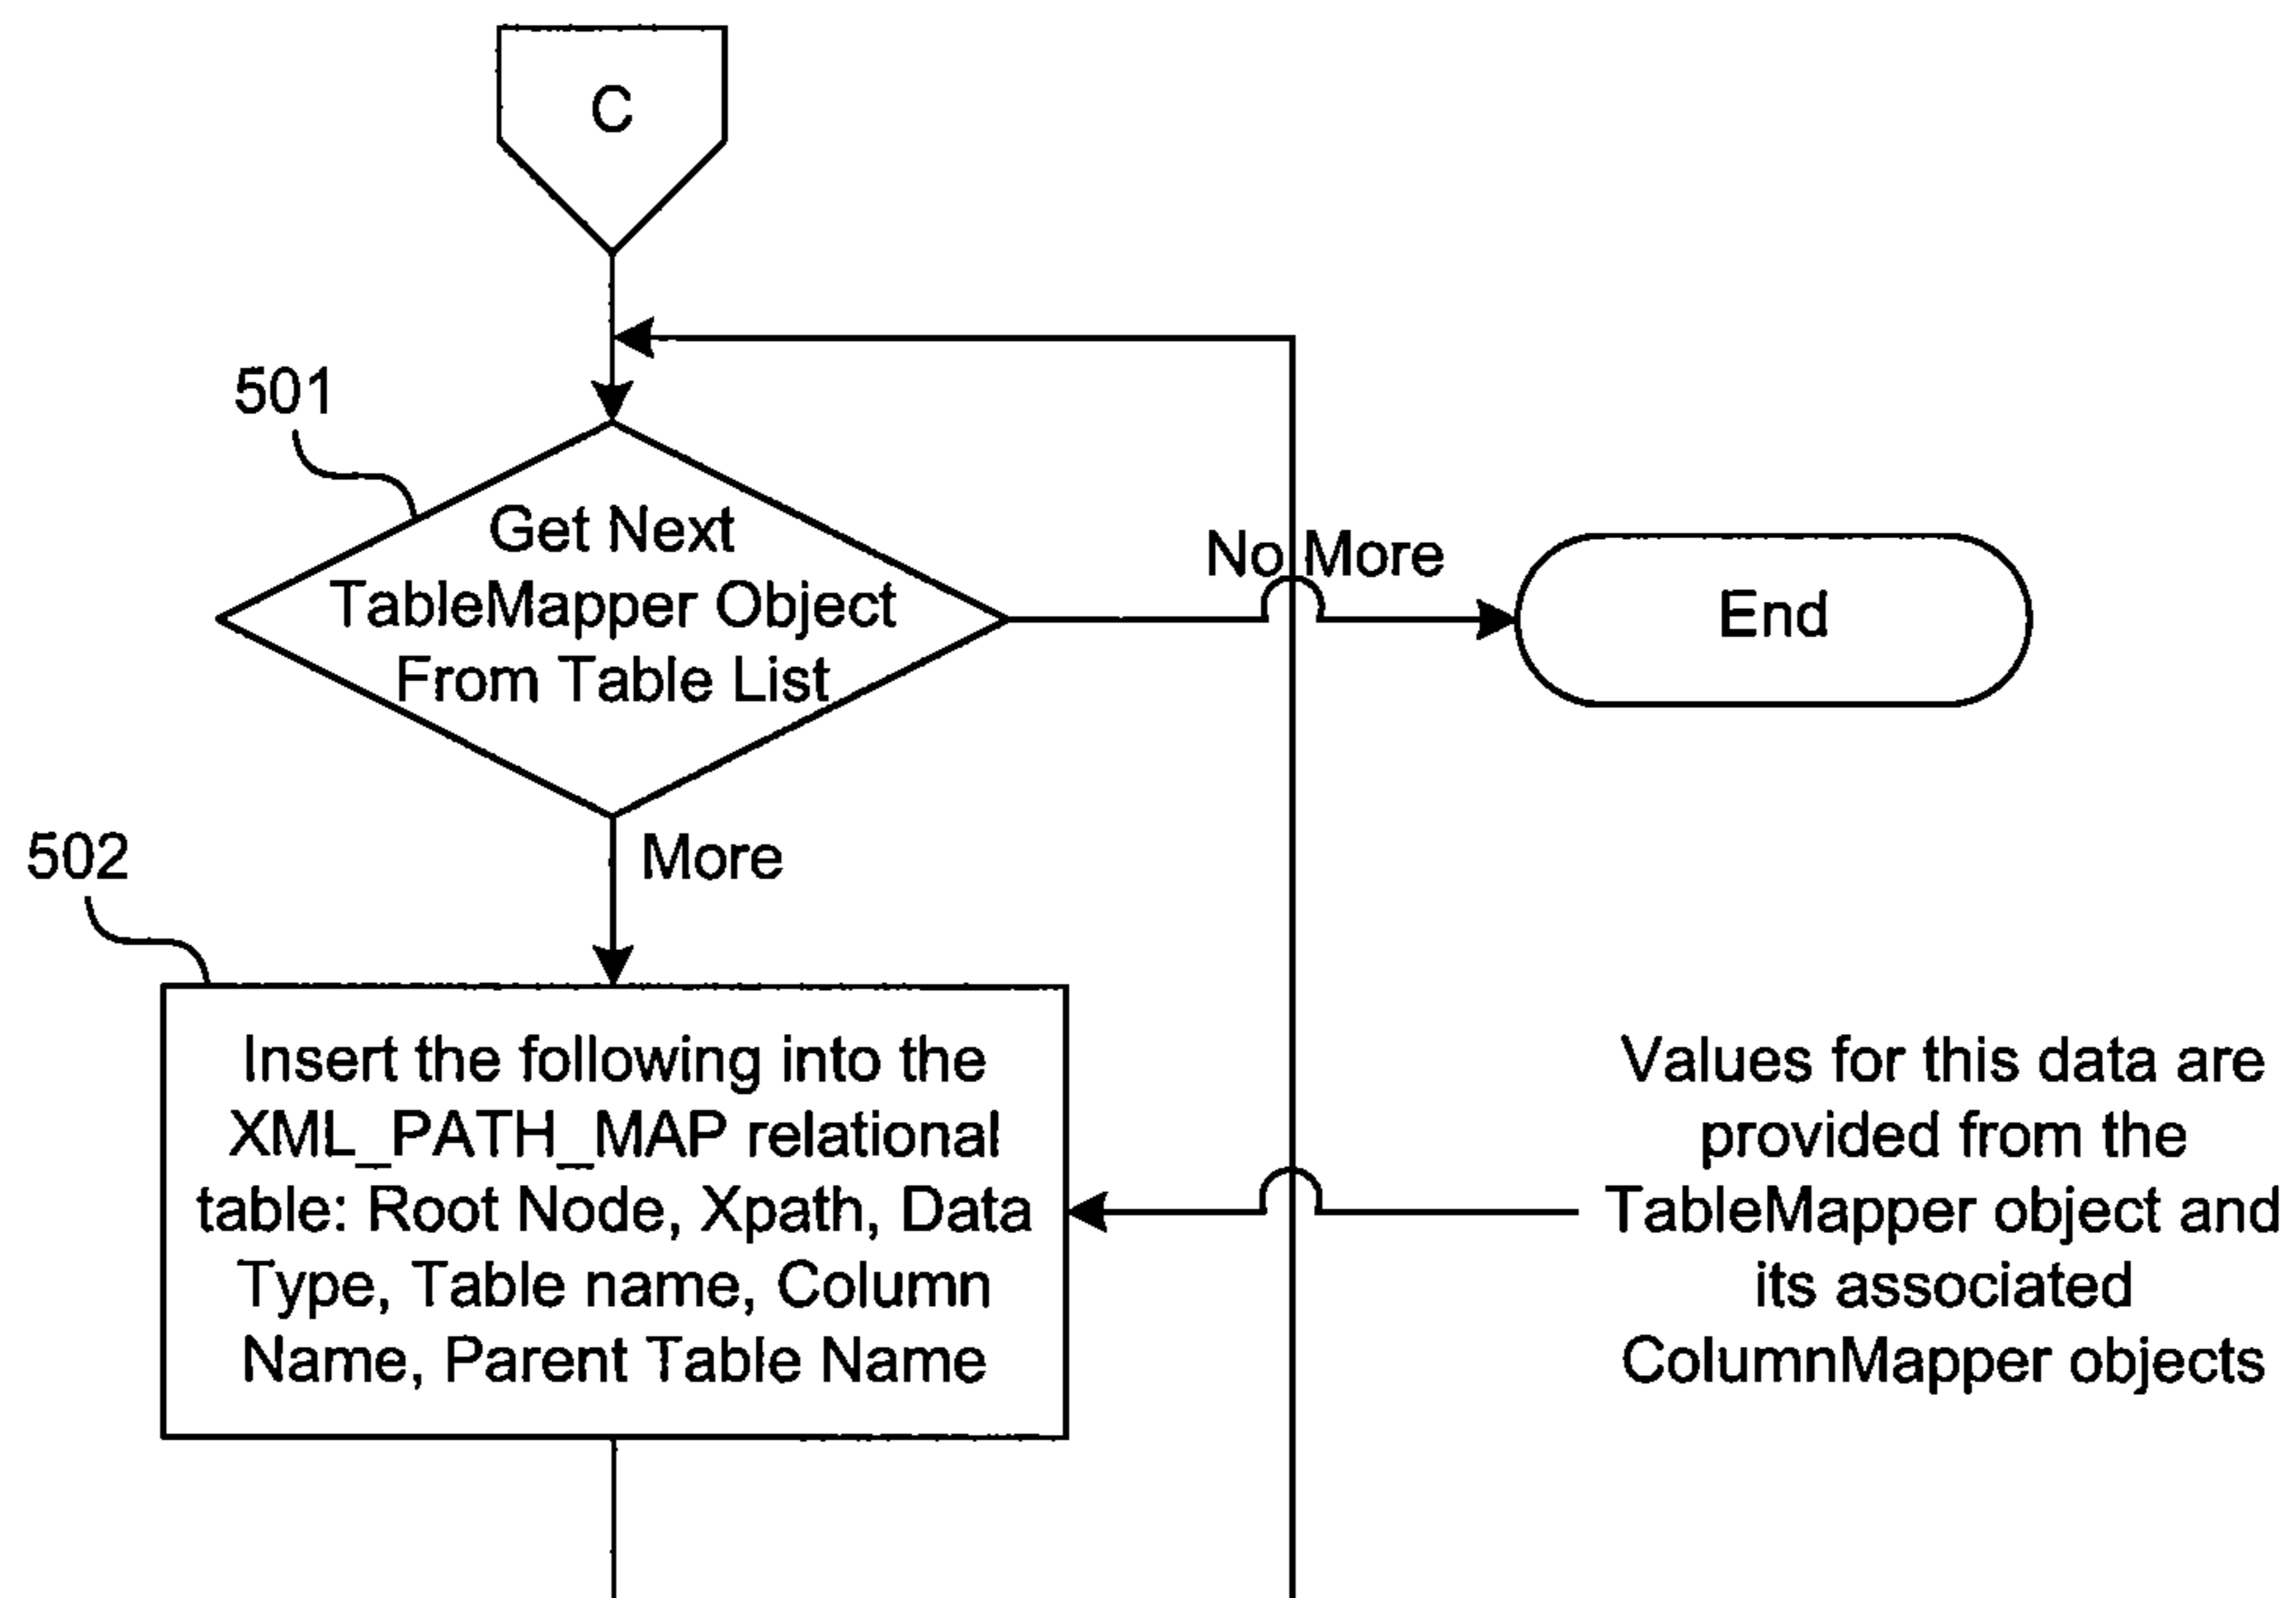 C
501
Get Next
TableMapper Object
From Table List
No More
End
More
502
Insert the following into the
XML_PATH_MAP relational
table: Root Node, Xpath, Data
Type, Table name, Column
Name, Parent Table Name
Values for this data are
provided from the
TableMapper object and
its associated
ColumnMapper objects